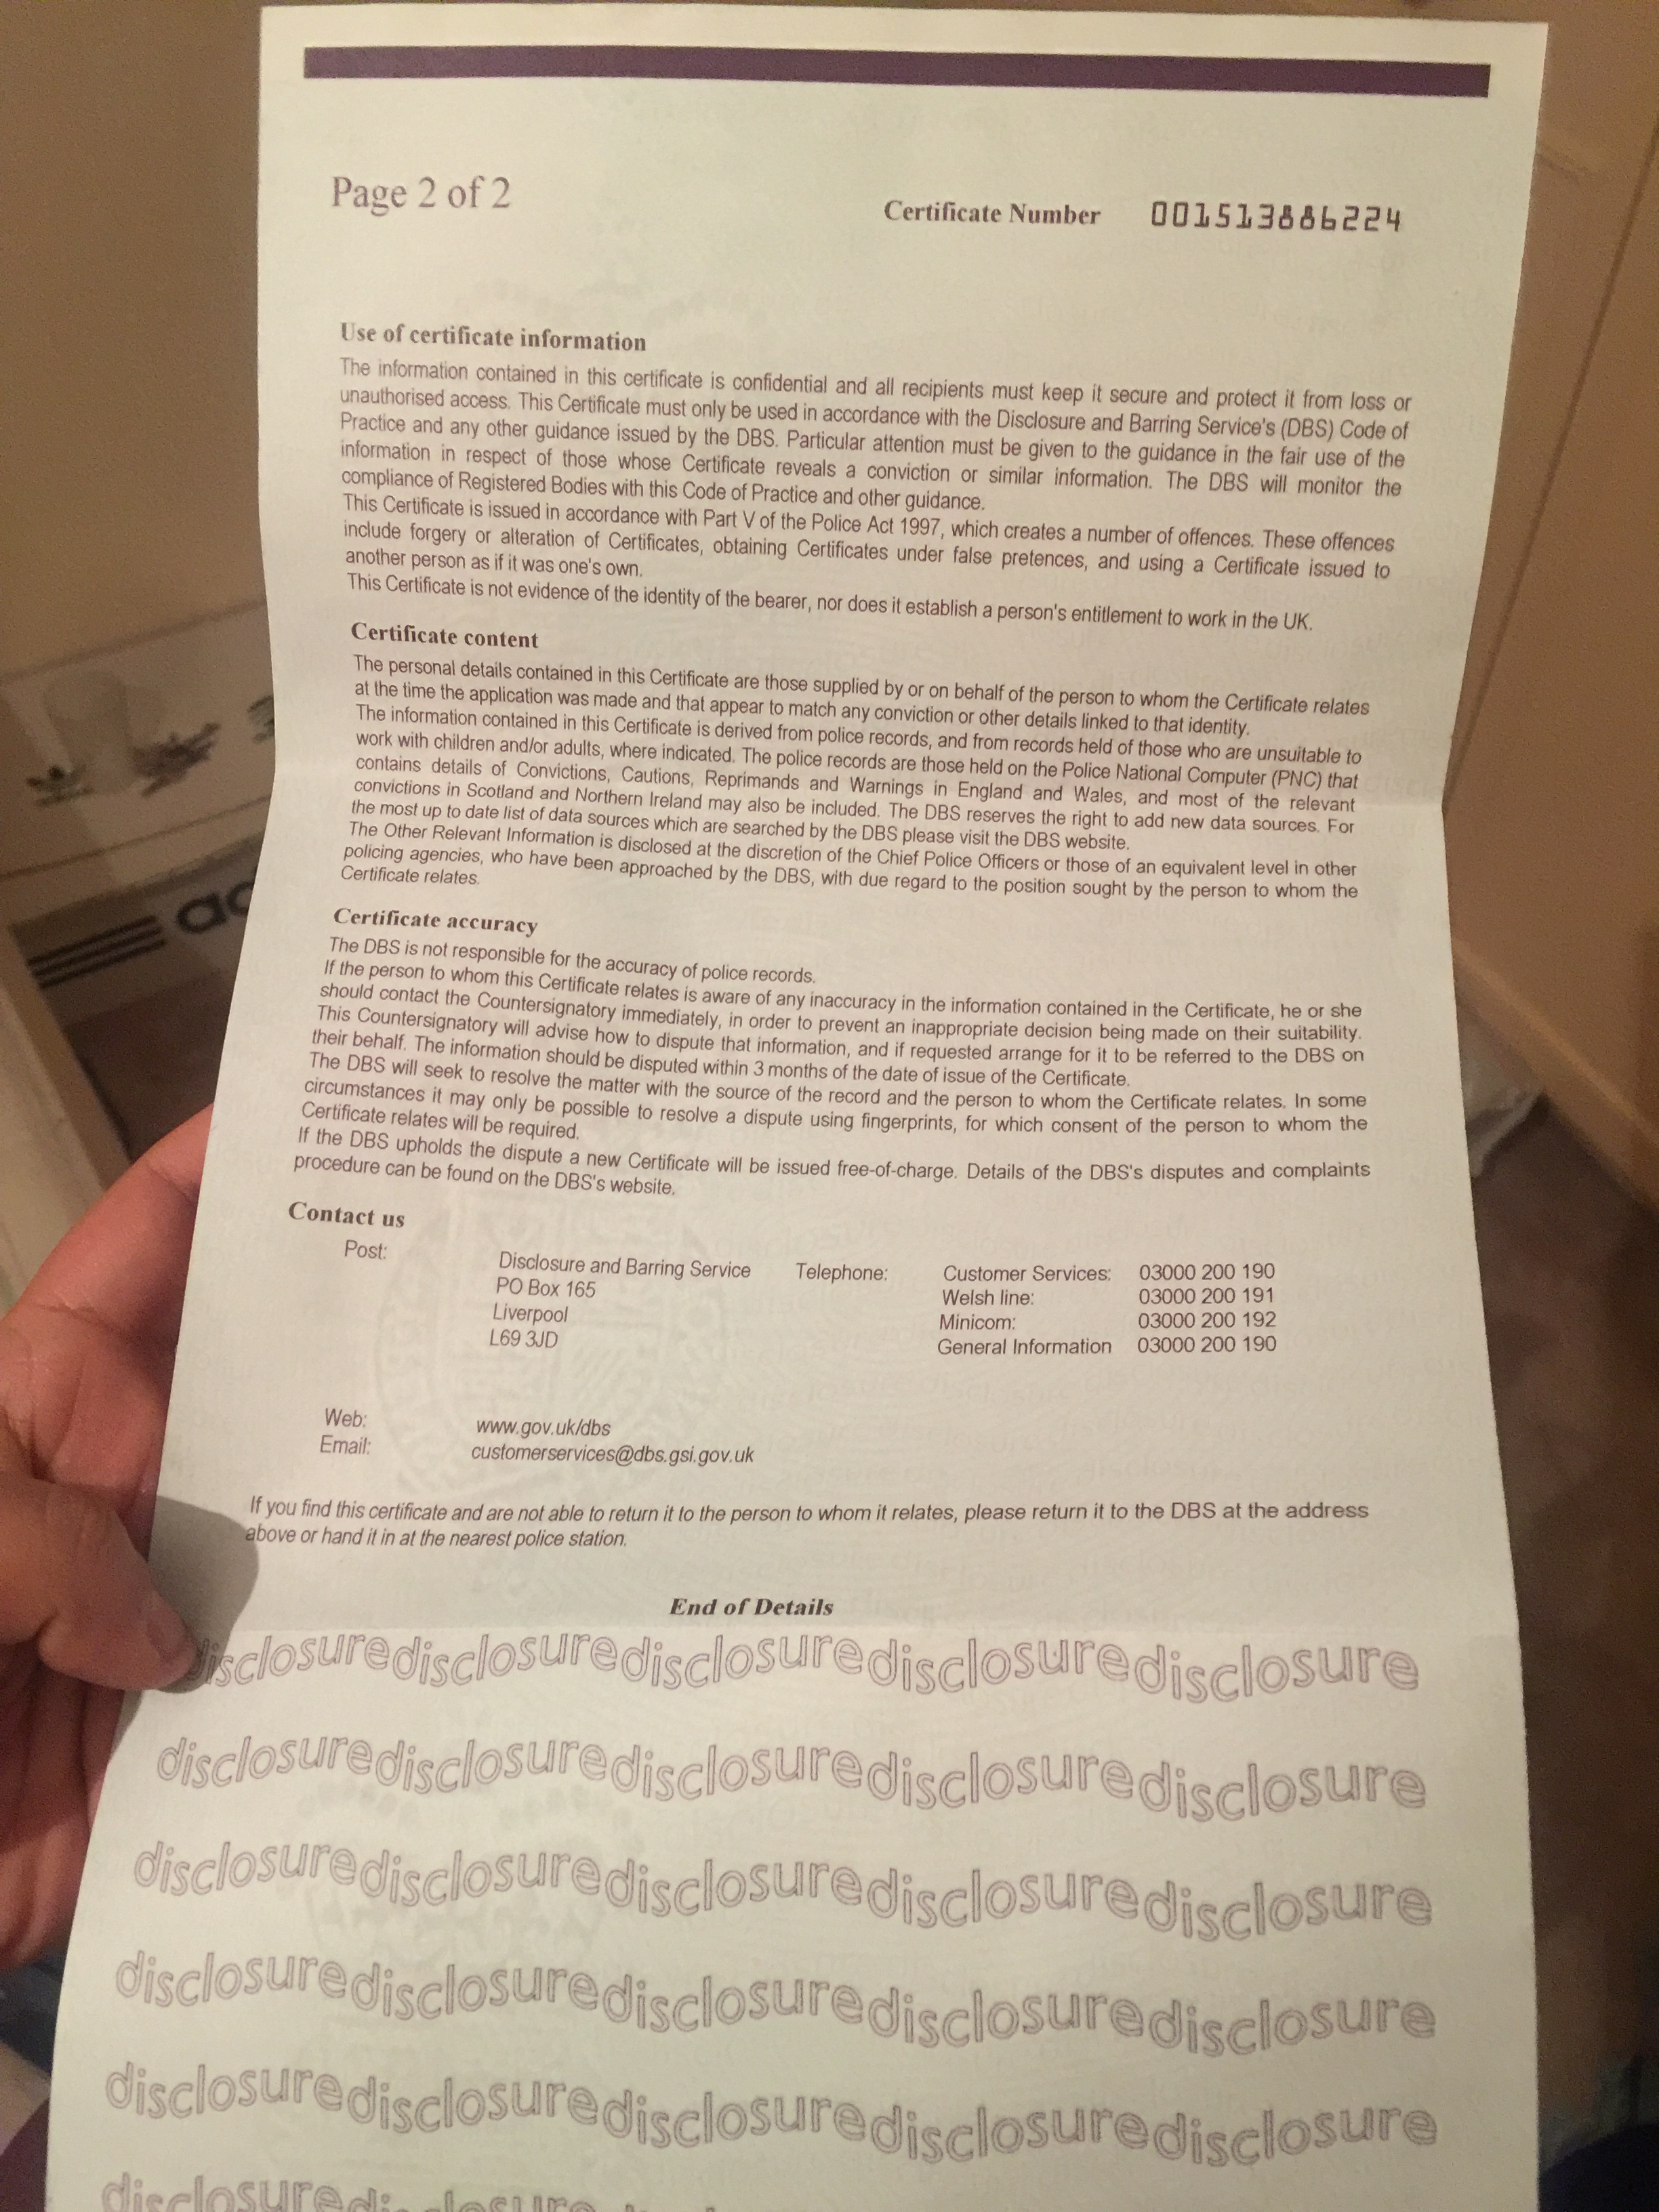 Page 2 of 2
Certificate Number 001513886224
Use of certificate information
The information contained in this certificate is confidential and all recipients must keep it secure and protect it from loss or
unauthorised access. This Certificate must only be used in accordance with the Disclosure and Barring Service's (DBS) Code of
Practice and any other guidance issued by the DBS. Particular attention must be given to the guidance in the fair use of the
information in respect of those whose Certificate reveals a conviction or similar information. The DBS will monitor the
compliance of Registered Bodies with this Code of Practice and other guidance.
This Certificate is issued in accordance with Part V of the Police Act 1997, which creates a number of offences. These offences
include forgery or alteration of Certificates, obtaining Certificates under false pretences, and using a Certificate issued to
another person as if it was one's own.
This Certificate is not evidence of the identity of the bearer, nor does it establish a person's entitlement to work in the UK.
Certificate content
The personal details contained in this Certificate are those supplied by or on behalf of the person to whom the Certificate relates
at the time the application was made and that appear to match any conviction or other details linked to that identity.
The information contained in this Certificate is derived from police records, and from records held of those who are unsuitable to
work with children and/or adults, where indicated. The police records are those held on the Police National Computer (PNC) that
contains details of Convictions, Cautions, Reprimands and Warnings in England and Wales, and most of the relevant
convictions in Scotland and Northern Ireland may also be included. The DBS reserves the right to add new data sources. For
the most up to date list of data sources which are searched by the DBS please visit the DBS website.
The Other Relevant Information is disclosed at the discretion of the Chief Police Officers or those of an equivalent level in other
policing agencies, who have been approached by the DBS, with due regard to the position sought by the person to whom the
Certificate relates.
Certificate accuracy
The DBS is not responsible for the accuracy of police records.
If the person to whom this Certificate relates is aware of any inaccuracy in the information contained in the Certificate, he or she
should contact the Countersignatory immediately, in order to prevent an inappropriate decision being made on their suitability.
This Countersignatory will advise how to dispute that information, and if requested arrange for it to be referred to the DBS on
their behalf. The information should be disputed within 3 months of the date of issue of the Certificate.
The DBS will seek to resolve the matter with the source of the record and the person to whom the Certificate relates. In some
circumstances it may only be possible to resolve a dispute using fingerprints, for which consent of the person to whom the
Certificate relates will be required.
If the DBS upholds the dispute a new Certificate will be issued free-of-charge. Details of the DBS's disputes and complaints
procedure can be found on the DBS's website.
Contact us
Post: Disclosure and Barring Service Telephone: Customer Services: 03000 200 190
PO Box 165 Welsh line: 03000 200 191
Liverpool Minicom: 03000 200 192
L69 3JD General Information 03000 200 190
Web: www.gov.uk/dbs
Email: customerservices@dbs.gsi.gov.uk
If you find this certificate and are not able to return it to the person to whom it relates, please return it to the DBS at the address
above or hand it in at the nearest police station.
End of Details
disclosuredisclosuredisclosuredisclosuredisclosure
disclosuredisclosuredisclosuredisclosuredisclosure
disclosuredisclosuredisclosuredisclosuredisclosure
disclosuredisclosuredisclosuredisclosuredisclosure
disclosuredisclosuredisclosuredisclosuredisclosure